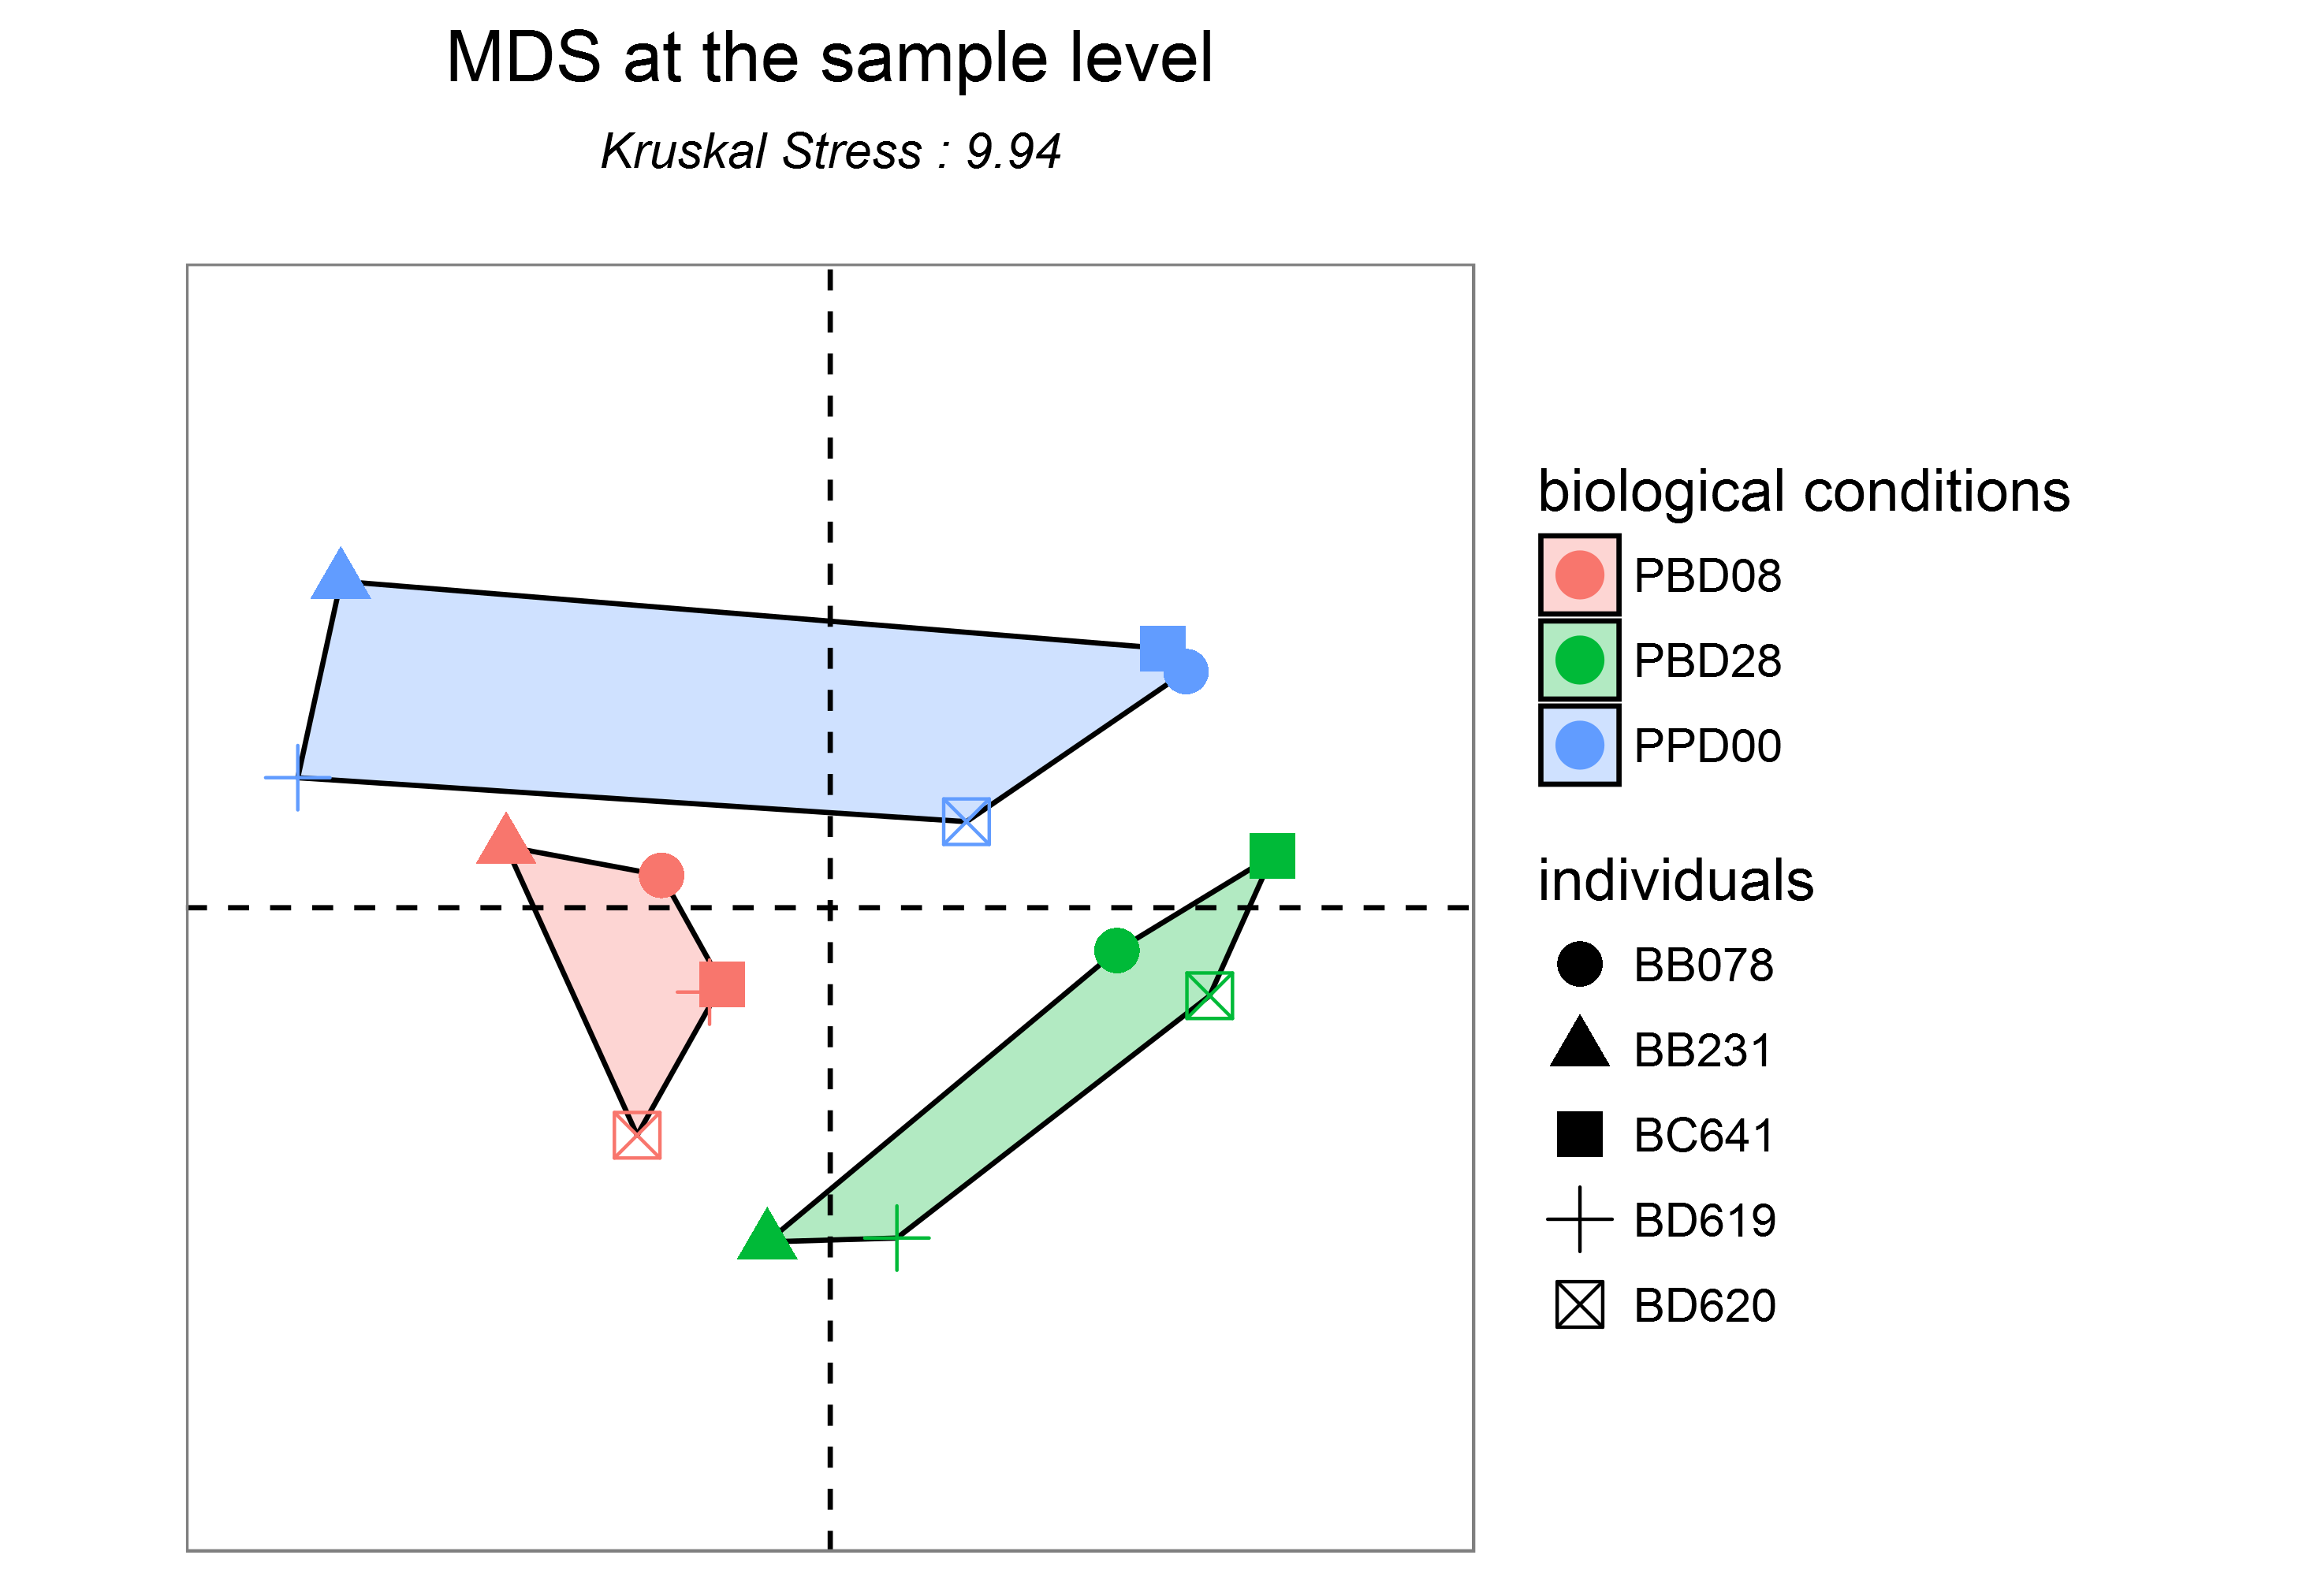 MDS at the sample level
Kruskal Stress : 9.94
biological conditions
PBD08
PBD28
PPD00
individuals
BB078
BB231
BC641
BD619
BD620